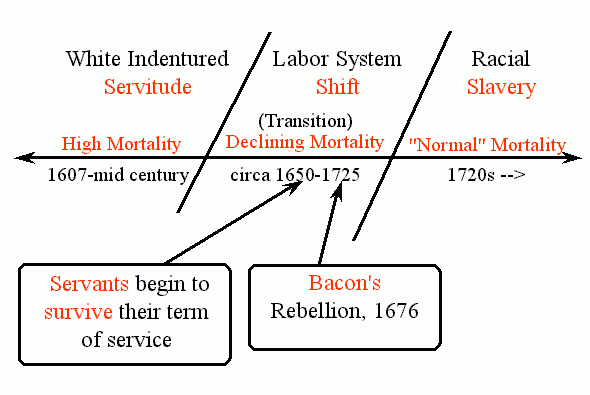 White Indentured
Servitude
Labor System
Shift
Racial
Slavery
(Transition)
High Mortality
Declining Mortality
"Normal" Mortality
1607-mid century
circa 1650-1725
1720s -->
Servants begin to
survive their term
of service
Bacon's
Rebellion, 1676